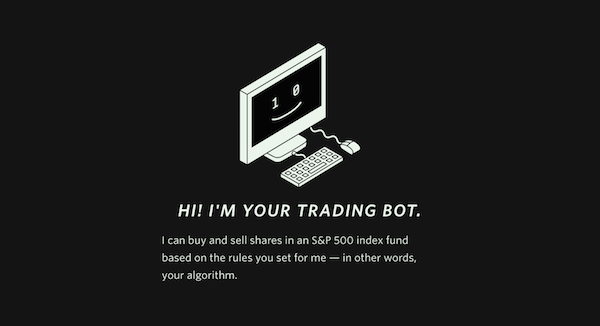 1 0
HI! I'M YOUR TRADING BOT.
I can buy and sell shares in an S&P 500 index fund
based on the rules you set for me — in other words,
your algorithm.